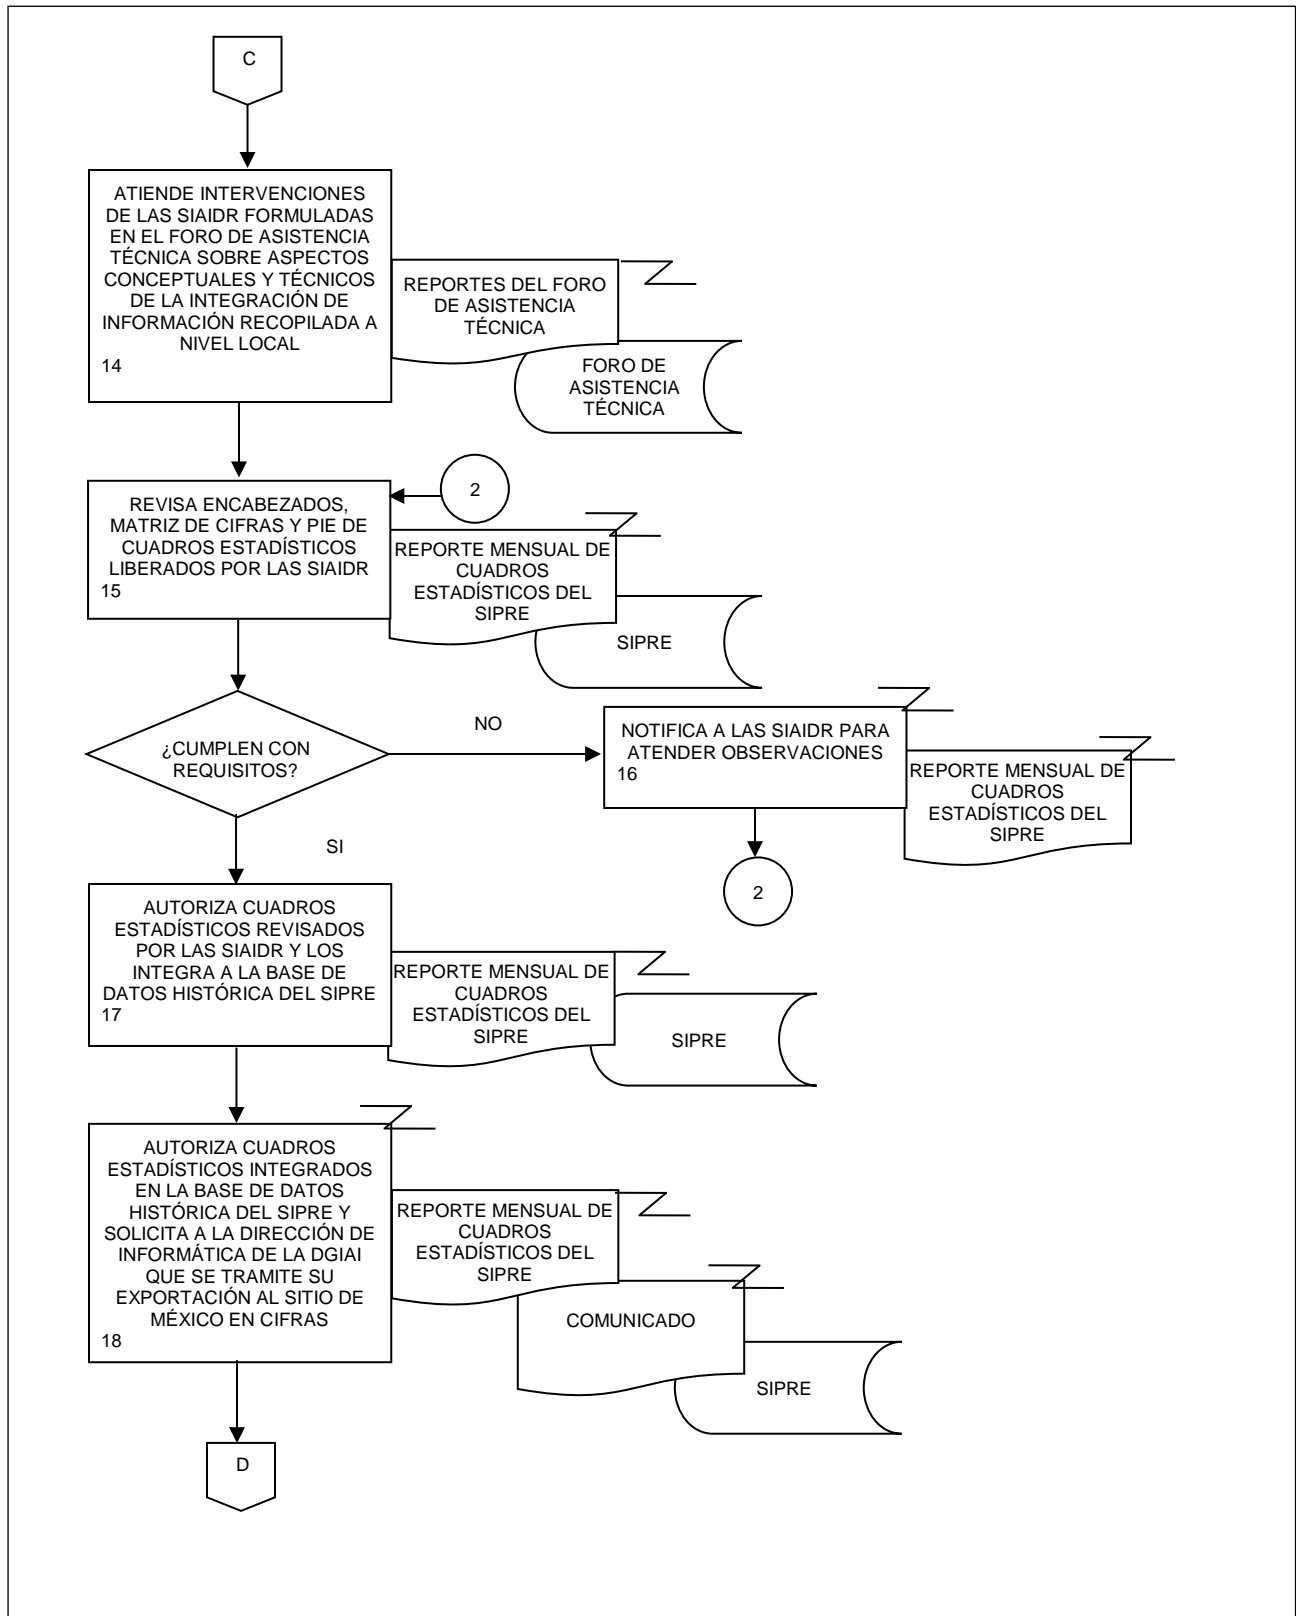 C
ATIENDE INTERVENCIONES
DE LAS SIAIDR FORMULADAS
EN EL FORO DE ASISTENCIA
TÉCNICA SOBRE ASPECTOS
CONCEPTUALES Y TÉCNICOS
DE LA INTEGRACIÓN DE
INFORMACIÓN RECOPILADA A
NIVEL LOCAL
14
REPORTES DEL FORO
DE ASISTENCIA
TÉCNICA
FORO DE
ASISTENCIA
TÉCNICA
2
REVISA ENCABEZADOS,
MATRIZ DE CIFRAS Y PIE DE
CUADROS ESTADÍSTICOS
LIBERADOS POR LAS SIAIDR
15
REPORTE MENSUAL DE
CUADROS
ESTADÍSTICOS DEL
SIPRE
SIPRE
¿CUMPLEN CON
REQUISITOS?
NO
NOTIFICA A LAS SIAIDR PARA
ATENDER OBSERVACIONES
16
REPORTE MENSUAL DE
CUADROS
ESTADÍSTICOS DEL
SIPRE
2
SI
AUTORIZA CUADROS
ESTADÍSTICOS REVISADOS
POR LAS SIAIDR Y LOS
INTEGRA A LA BASE DE
DATOS HISTÓRICA DEL SIPRE
17
REPORTE MENSUAL DE
CUADROS
ESTADÍSTICOS DEL
SIPRE
SIPRE
AUTORIZA CUADROS
ESTADÍSTICOS INTEGRADOS
EN LA BASE DE DATOS
HISTÓRICA DEL SIPRE Y
SOLICITA A LA DIRECCIÓN DE
INFORMÁTICA DE LA DGIAI
QUE SE TRAMITE SU
EXPORTACIÓN AL SITIO DE
MÉXICO EN CIFRAS
18
REPORTE MENSUAL DE
CUADROS
ESTADÍSTICOS DEL
SIPRE
COMUNICADO
SIPRE
D